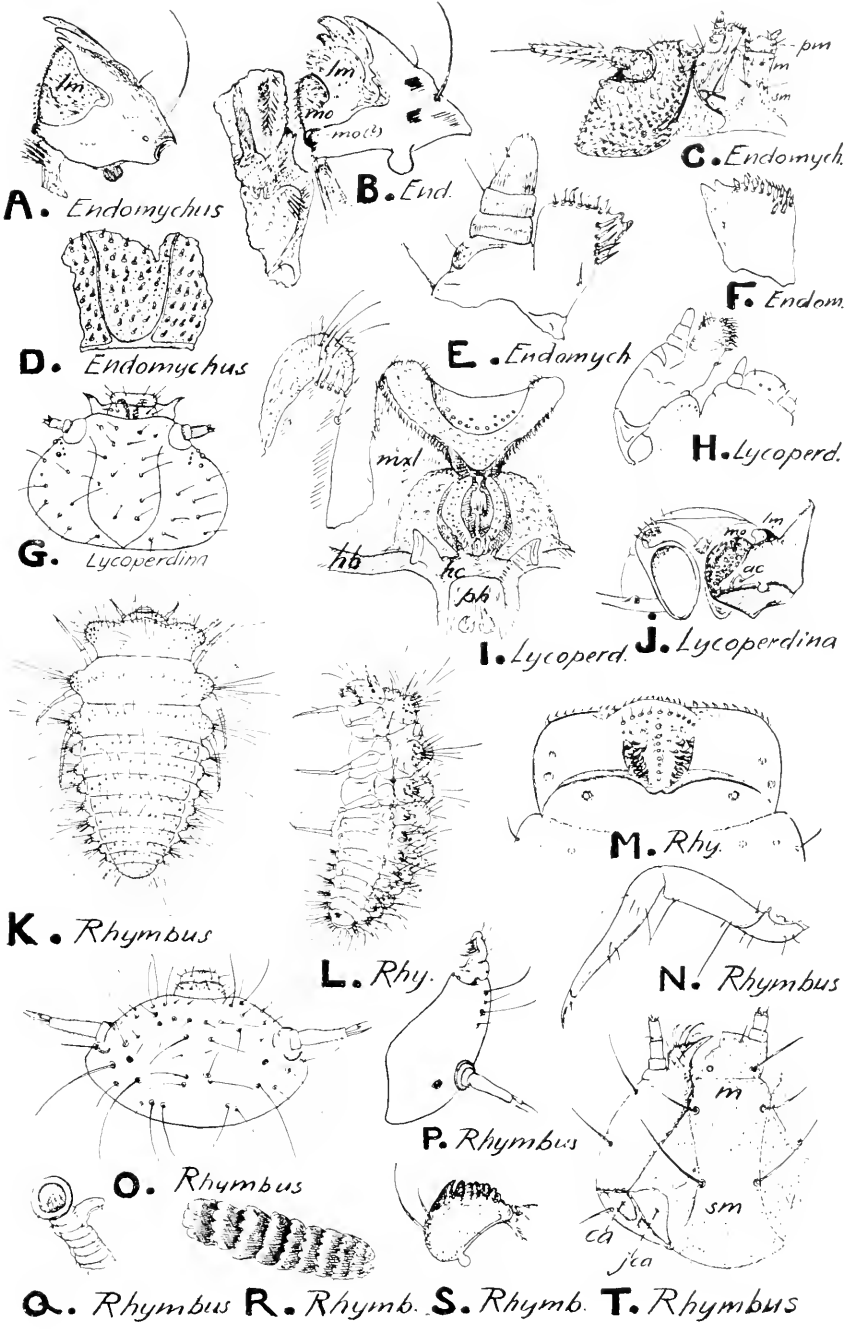 lm
A. Endomychus
lm
mo
mo(?)
B. End.
pm
m
sm
C. Endomych.
D. Endomychus
E. Endomych
F. Endom.
G. Lycoperdina
H. Lycoperd.
mxl
hb
hc
ph
I. Lycoperd.
lm
mo
ac
J. Lycoperdina
K. Rhymbus
L. Rhy.
M. Rhy.
N. Rhymbus
O. Rhymbus
P. Rhymbus
m
sm
ca
jca
Q. Rhymbus R. Rhymb. S. Rhymb. T. Rhymbus